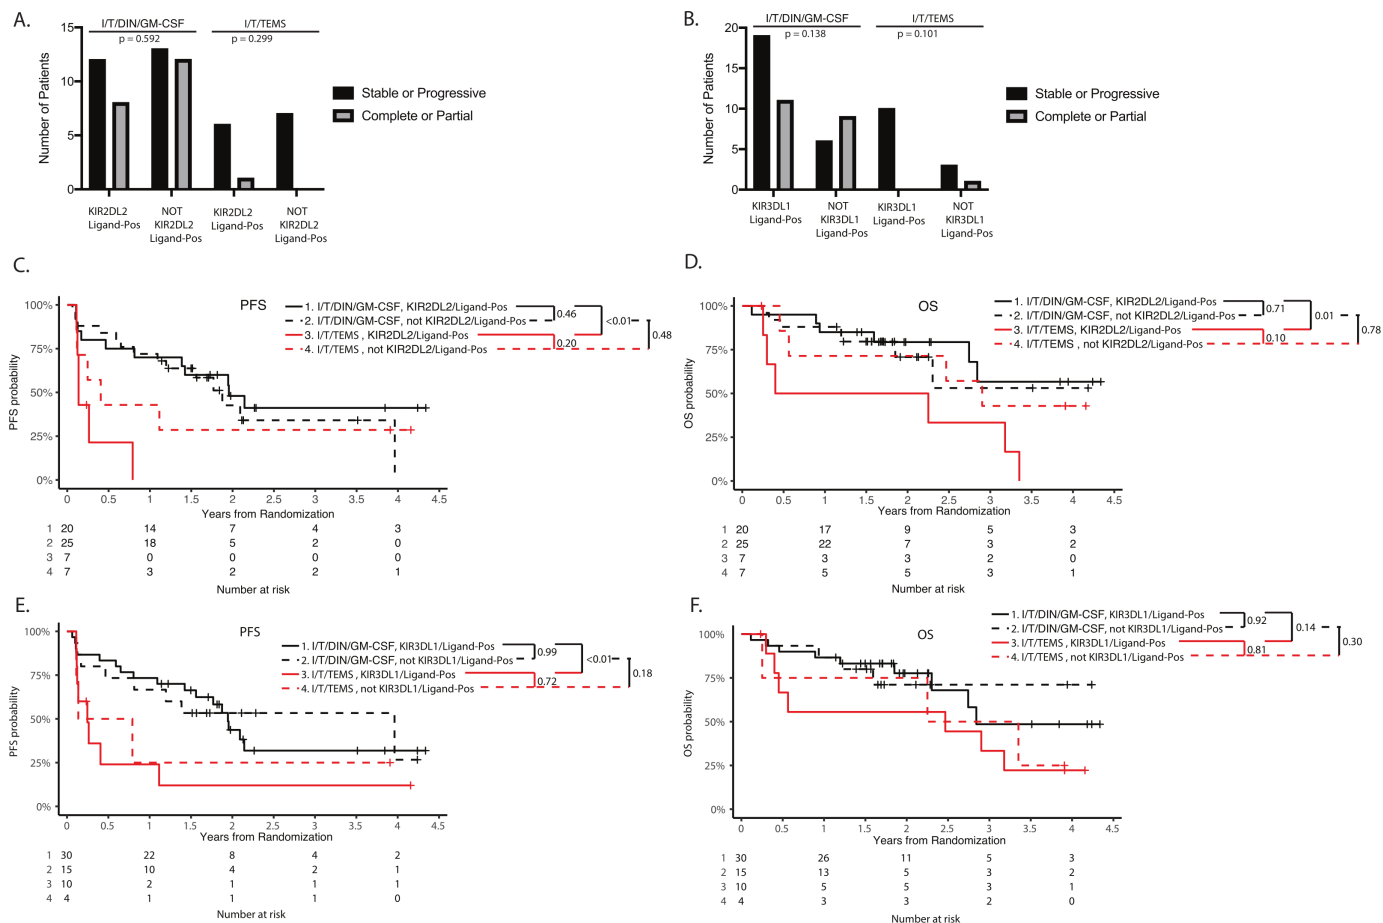 A.
I/T/DIN/GM-CSF
I/T/TEMS
p = 0.592
p = 0.299
Number of Patients
15
10
5
0
KIR2DL2
Ligand-Pos
NOT
KIR2DL2
Ligand-Pos
KIR2DL2
Ligand-Pos
NOT
KIR2DL2
Ligand-Pos
Stable or Progressive
Complete or Partial
B.
I/T/DIN/GM-CSF
I/T/TEMS
p = 0.138
p = 0.101
Number of Patients
20
15
10
5
0
KIR3DL1
Ligand-Pos
NOT
KIR3DL1
Ligand-Pos
KIR3DL1
Ligand-Pos
NOT
KIR3DL1
Ligand-Pos
Stable or Progressive
Complete or Partial
C.
PFS
1. I/T/DIN/GM-CSF, KIR2DL2/Ligand-Pos
2. I/T/DIN/GM-CSF, not KIR2DL2/Ligand-Pos
3. I/T/TEMS , KIR2DL2/Ligand-Pos
4. I/T/TEMS , not KIR2DL2/Ligand-Pos
0.46
<0.01
0.20
0.48
PFS probability
100%
75%
50%
25%
0%
0 0.5 1 1.5 2 2.5 3 3.5 4 4.5
Years from Randomization
1 20 14 7 4 3
2 25 18 5 2 0
3 7 0 0 0 0
4 7 3 2 2 1
Number at risk
D.
OS
1. I/T/DIN/GM-CSF, KIR2DL2/Ligand-Pos
2. I/T/DIN/GM-CSF, not KIR2DL2/Ligand-Pos
3. I/T/TEMS, KIR2DL2/Ligand-Pos
4. I/T/TEMS , not KIR2DL2/Ligand-Pos
0.71
0.01
0.10
0.78
OS probability
100%
75%
50%
25%
0%
0 0.5 1 1.5 2 2.5 3 3.5 4 4.5
Years from Randomization
1 20 17 9 5 3
2 25 22 7 3 2
3 7 3 3 2 0
4 7 5 5 3 1
Number at risk
E.
PFS
1. I/T/DIN/GM-CSF, KIR3DL1/Ligand-Pos
2. I/T/DIN/GM-CSF, not KIR3DL1/Ligand-Pos
3. I/T/TEMS , KIR3DL1/Ligand-Pos
4. I/T/TEMS , not KIR3DL1/Ligand-Pos
0.99
<0.01
0.72
0.18
PFS probability
100%
75%
50%
25%
0%
0 0.5 1 1.5 2 2.5 3 3.5 4 4.5
Years from Randomization
1 30 22 8 4 2
2 15 10 4 2 1
3 10 2 1 1 1
4 4 1 1 1 0
Number at risk
F.
OS
1. I/T/DIN/GM-CSF, KIR3DL1/Ligand-Pos
2. I/T/DIN/GM-CSF, not KIR3DL1/Ligand-Pos
3. I/T/TEMS , KIR3DL1/Ligand-Pos
4. I/T/TEMS , not KIR3DL1/Ligand-Pos
0.92
0.14
0.81
0.30
OS probability
100%
75%
50%
25%
0%
0 0.5 1 1.5 2 2.5 3 3.5 4 4.5
Years from Randomization
1 30 26 11 5 3
2 15 13 5 3 2
3 10 5 5 3 1
4 4 3 3 2 0
Number at risk